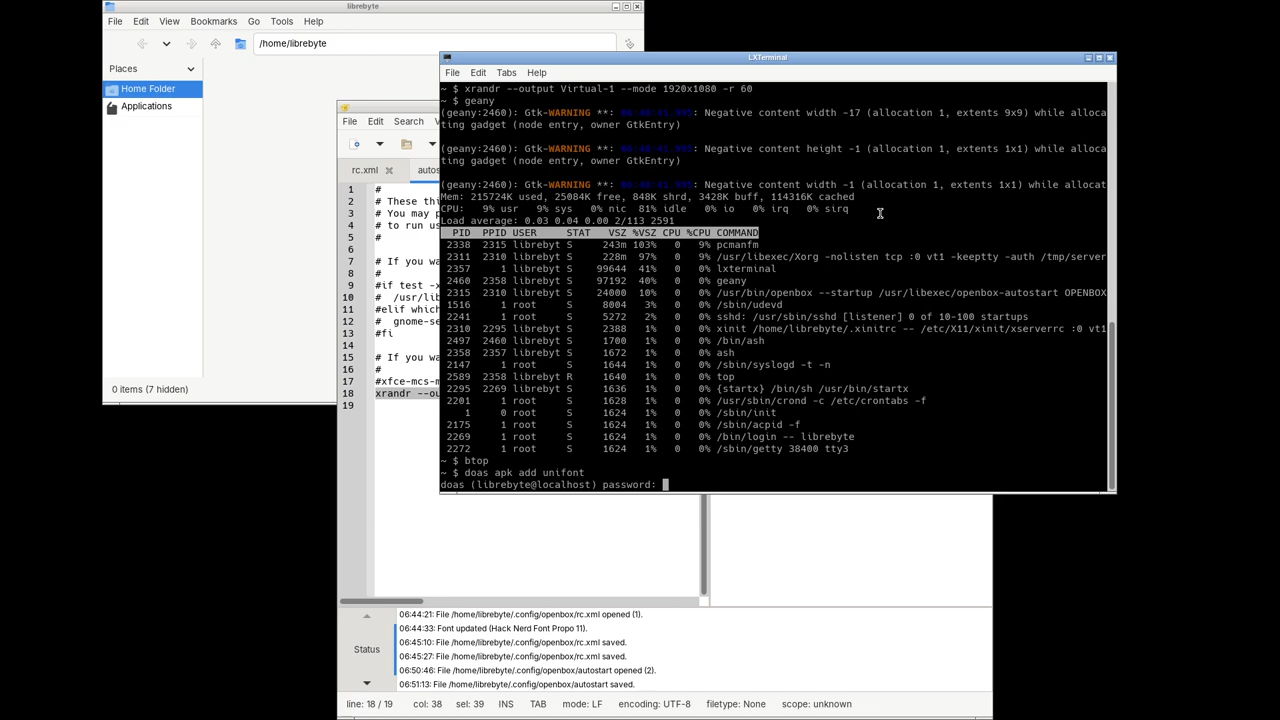 librebyte
File Edit View Bookmarks Go Tools Help
/home/librebyte
Places
Home Folder
Applications
0 items (7 hidden)
LXTerminal
File Edit Tabs Help
~ $ xrandr --output Virtual-1 --mode 1920x1080 -r 60
~ $ geany
(geany:2460): Gtk-WARNING **: : Negative content width -17 (allocation 1, extents 9x9) while alloca
ting gadget (node entry, owner GtkEntry)
(geany:2460): Gtk-WARNING **: : Negative content height -1 (allocation 1, extents 1x1) while alloca
ting gadget (node entry, owner GtkEntry)
(geany:2460): Gtk-WARNING **: : Negative content width -1 (allocation 1, extents 1x1) while allocat
Mem: 215724K used, 25084K free, 848K shrd, 3428K buff, 114316K cached
CPU: 9% usr 9% sys 0% nic 81% idle 0% io 0% irq 0% sirq
Load average: 0.03 0.04 0.00 2/113 2591
PID PPID USER STAT VSZ %VSZ CPU %CPU COMMAND
2338 2315 librebyt S 243m 103% 0 9% pcmanfm
2311 2310 librebyt S 228m 97% 0 9% /usr/libexec/Xorg -nolisten tcp :0 vt1 -keeptty -auth /tmp/server
2357 1 librebyt S 99644 41% 0 0% lxterminal
2460 2358 librebyt S 97192 40% 0 0% geany
2315 2310 librebyt S 24000 10% 0 0% /usr/bin/openbox --startup /usr/libexec/openbox-autostart OPENBOX
1516 1 root S 8004 3% 0 0% /sbin/udevd
2241 1 root S 5272 2% 0 0% sshd: /usr/sbin/sshd [listener] 0 of 10-100 startups
2310 2295 librebyt S 2388 1% 0 0% xinit /home/librebyte/.xinitrc -- /etc/X11/xinit/xserverrc :0 vt1
2497 2460 librebyt S 1700 1% 0 0% /bin/ash
2358 2357 librebyt S 1672 1% 0 0% ash
2147 1 root S 1644 1% 0 0% /sbin/syslogd -t -n
2589 2358 librebyt R 1640 1% 0 0% top
2295 2269 librebyt S 1636 1% 0 0% {startx} /bin/sh /usr/bin/startx
2201 1 root S 1628 1% 0 0% /usr/sbin/crond -c /etc/crontabs -f
1 0 root S 1624 1% 0 0% /sbin/init
2175 1 root S 1624 1% 0 0% /sbin/acpid -f
2269 1 root S 1624 1% 0 0% /bin/login -- librebyte
2272 1 root S 1624 1% 0 0% /sbin/getty 38400 tty3
~ $ btop
~ $ doas apk add unifont
doas (librebyte@localhost) password:
File Edit Search V
rc.xml autos
1 #
2 # These thi
3 # You may p
4 # to run us
5 #
6
7 # If you wa
8 #
9 #if test -x
10 # /usr/lib
11 #elif which
12 # gnome-se
13 #fi
14
15 # If you wa
16 #
17 #xfce-mcs-m
18 xrandr --ou
19
Status
06:44:21: File /home/librebyte/.config/openbox/rc.xml opened (1).
06:44:33: Font updated (Hack Nerd Font Propo 11).
06:45:10: File /home/librebyte/.config/openbox/rc.xml saved.
06:45:27: File /home/librebyte/.config/openbox/rc.xml saved.
06:50:46: File /home/librebyte/.config/openbox/autostart opened (2).
06:51:13: File /home/librebyte/.config/openbox/autostart saved.
line: 18 / 19 col: 38 sel: 39 INS TAB mode: LF encoding: UTF-8 filetype: None scope: unknown